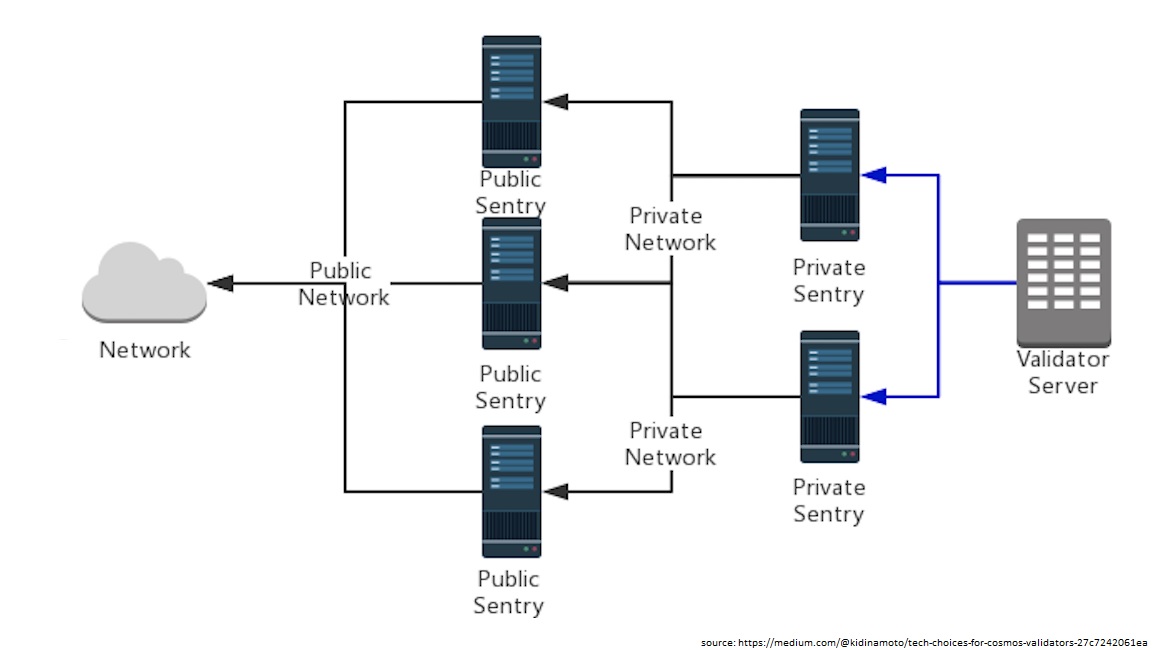 Public
Sentry
Private
Network
Private
Sentry
Public
Network
Network
Public
Sentry
Validator
Server
Private
Network
Private
Sentry
Public
Sentry
source: https://medium.com/@kidinamoto/tech-choices-for-cosmos-validators-27c7242061ea